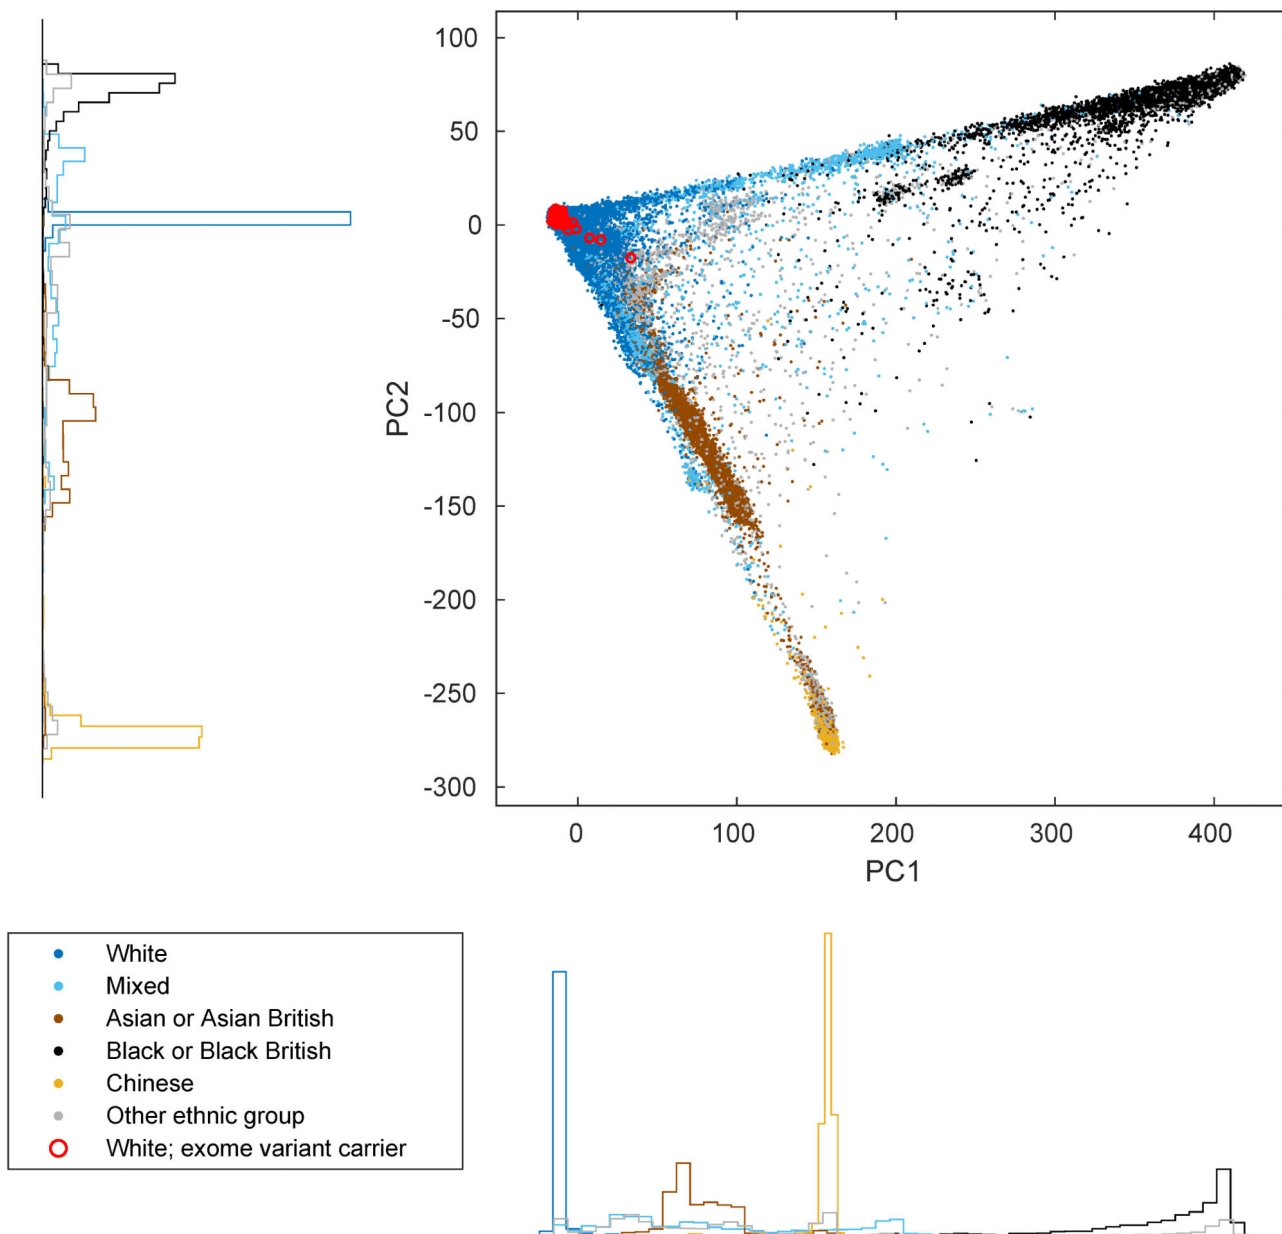 100
50
0
-50
-100
-150
-200
-250
-300
PC2
0 100 200 300 400
PC1
White
Mixed
Asian or Asian British
Black or Black British
Chinese
Other ethnic group
White; exome variant carrier